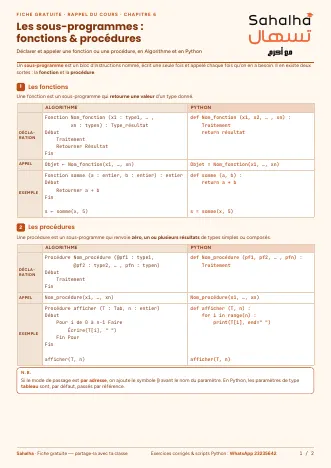 FICHE GRATUITE · RAPPEL DU COURS · CHAPITRE 6
Les sous-programmes :
fonctions & procédures
Déclarer et appeler une fonction ou une procédure, en Algorithme et en Python
Sahalha
تسهالة
مع أكرم
Un sous-programme est un bloc d'instructions nommé, écrit une seule fois et appelé chaque fois qu'on en a besoin. Il en existe deux
sortes : la fonction et la procédure
1 Les fonctions
Une fonction est un sous-programme qui retourne une valeur d'un type donné.
ALGORITHME PYTHON
DÉCLA-
RATION
Fonction Nom_fonction (x1 : type1, … ,
xn : typen) : Type_résultat
Début
Traitement
Retourner Résultat
Fin
def Nom_fonction (x1, x2, … , xn) :
Traitement
return résultat
APPEL
Objet ← Nom_fonction(x1, …, xn)
Objet = Nom_fonction(x1, …, xn)
EXEMPLE
Fonction somme (a : entier, b : entier) : entier
Début
Retourner a + b
Fin
s ← somme(x, 5)
def somme (a, b) :
return a + b
s = somme(x, 5)
2 Les procédures
Une procédure est un sous-programme qui renvoie zéro, un ou plusieurs résultats de types simples ou composés.
ALGORITHME PYTHON
DÉCLA-
RATION
Procédure Nom_procédure (@pf1 : type1,
@pf2 : type2, … , pfn : typen)
Début
Traitement
Fin
def Nom_procédure (pf1, pf2, … , pfn) :
Traitement
APPEL
Nom_procédure(x1, …, xn)
Nom_procédure(x1, …, xn)
EXEMPLE
Procédure afficher (T : Tab, n : entier)
Début
Pour i de 0 à n-1 Faire
Écrire(T[i], " ")
Fin Pour
Fin
afficher(T, n)
def afficher (T, n) :
for i in range(n) :
print(T[i], end=" ")
afficher(T, n)
N.B.
Si le mode de passage est par adresse, on ajoute le symbole @ avant le nom du paramètre. En Python, les paramètres de type
tableau sont, par défaut, passés par référence.
Sahalha · Fiche gratuite — partage-la avec ta classe
Exercices corrigés & scripts Python : WhatsApp
1 / 2